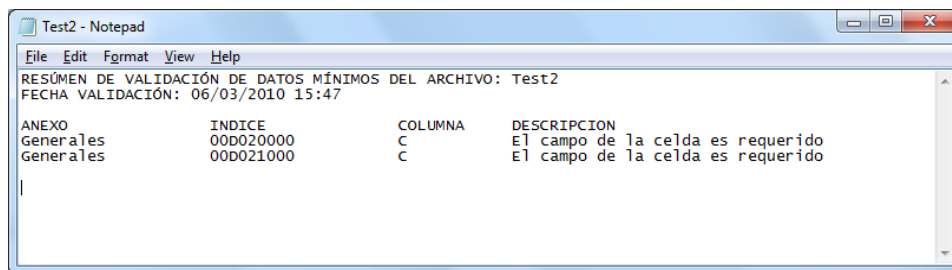 Test2 - Notepad
File Edit Format View Help
RESÚMEN DE VALIDACIÓN DE DATOS MÍNIMOS DEL ARCHIVO: Test2
FECHA VALIDACIÓN: 06/03/2010 15:47
ANEXO INDICE COLUMNA DESCRIPCION
Generales 00D020000 C El campo de la celda es requerido
Generales 00D021000 C El campo de la celda es requerido